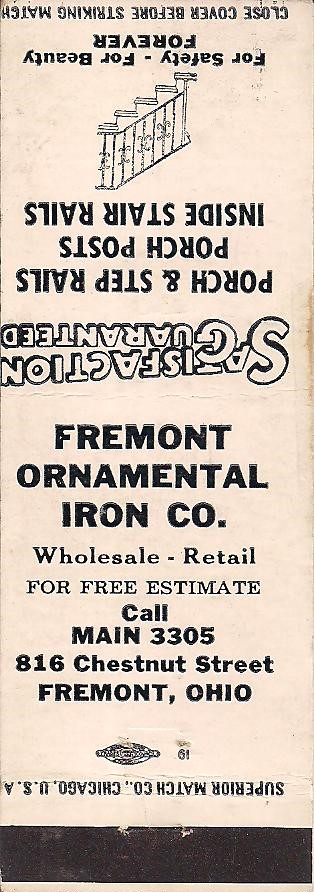 FREMONT
ORNAMENTAL
IRON CO.
Wholesale - Retail
FOR FREE ESTIMATE
Call
MAIN 3305
816 Chestnut Street
FREMONT, OHIO
19
SATISFACTION
GUARANTEED
PORCH & STEP RAILS
PORCH POSTS
INSIDE STAIR RAILS
For Safety - For Beauty
FOREVER
CLOSE COVER BEFORE STRIKING MATCH
SUPERIOR MATCH CO., CHICAGO, U.S.A